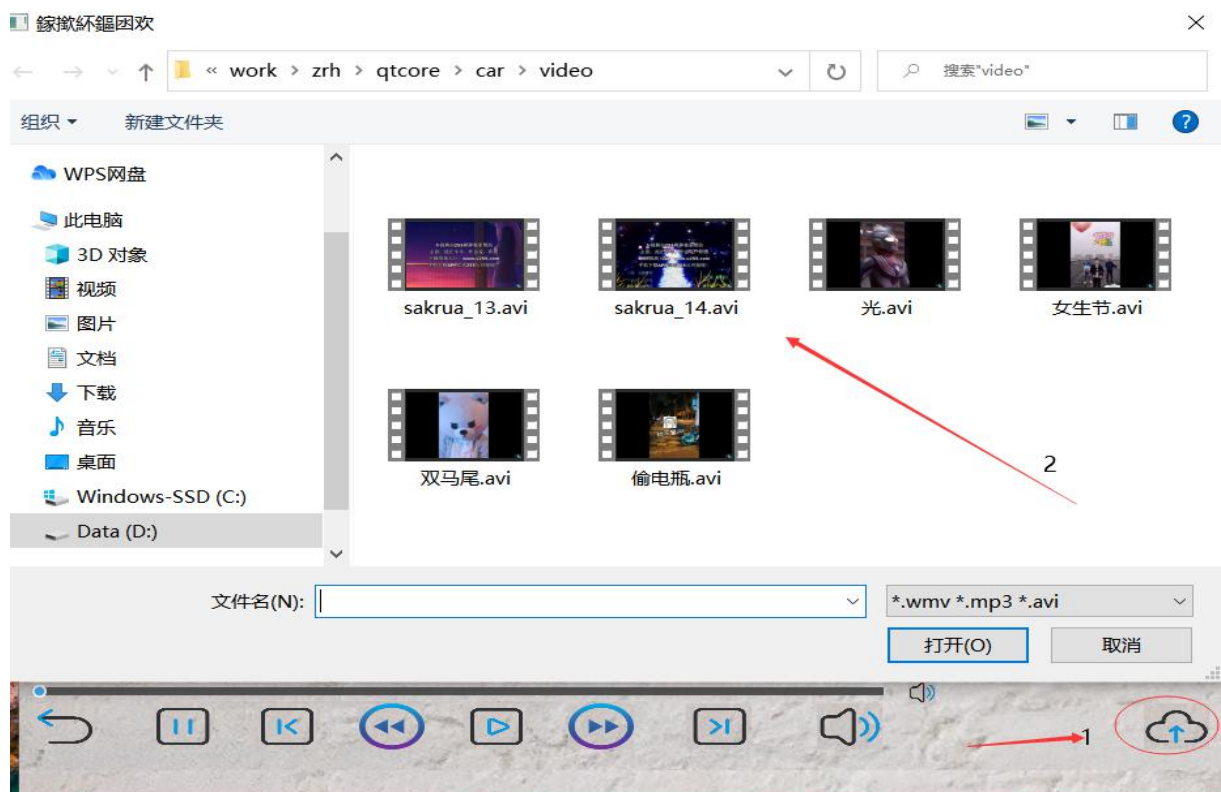 鎵撳紑鏂囦欢
« work › zrh › qtcore › car › video
搜索"video"
组织
新建文件夹
WPS网盘
此电脑
3D 对象
视频
图片
文档
下载
音乐
桌面
Windows-SSD (C:)
Data (D:)
sakrua_13.avi
sakrua_14.avi
光.avi
女生节.avi
双马尾.avi
偷电瓶.avi
2
文件名(N):
*.wmv *.mp3 *.avi
打开(O)
取消
1